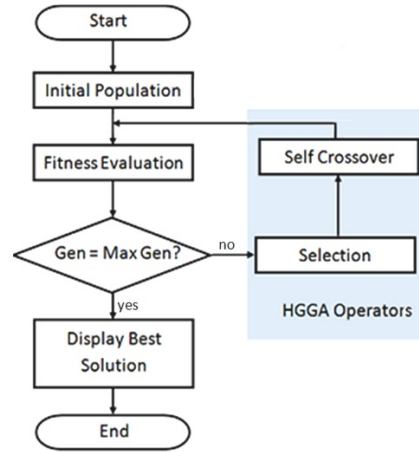 Start
Initial Population
Fitness Evaluation
Self Crossover
Gen = Max Gen?
no
Selection
yes
HGGA Operators
Display Best
Solution
End